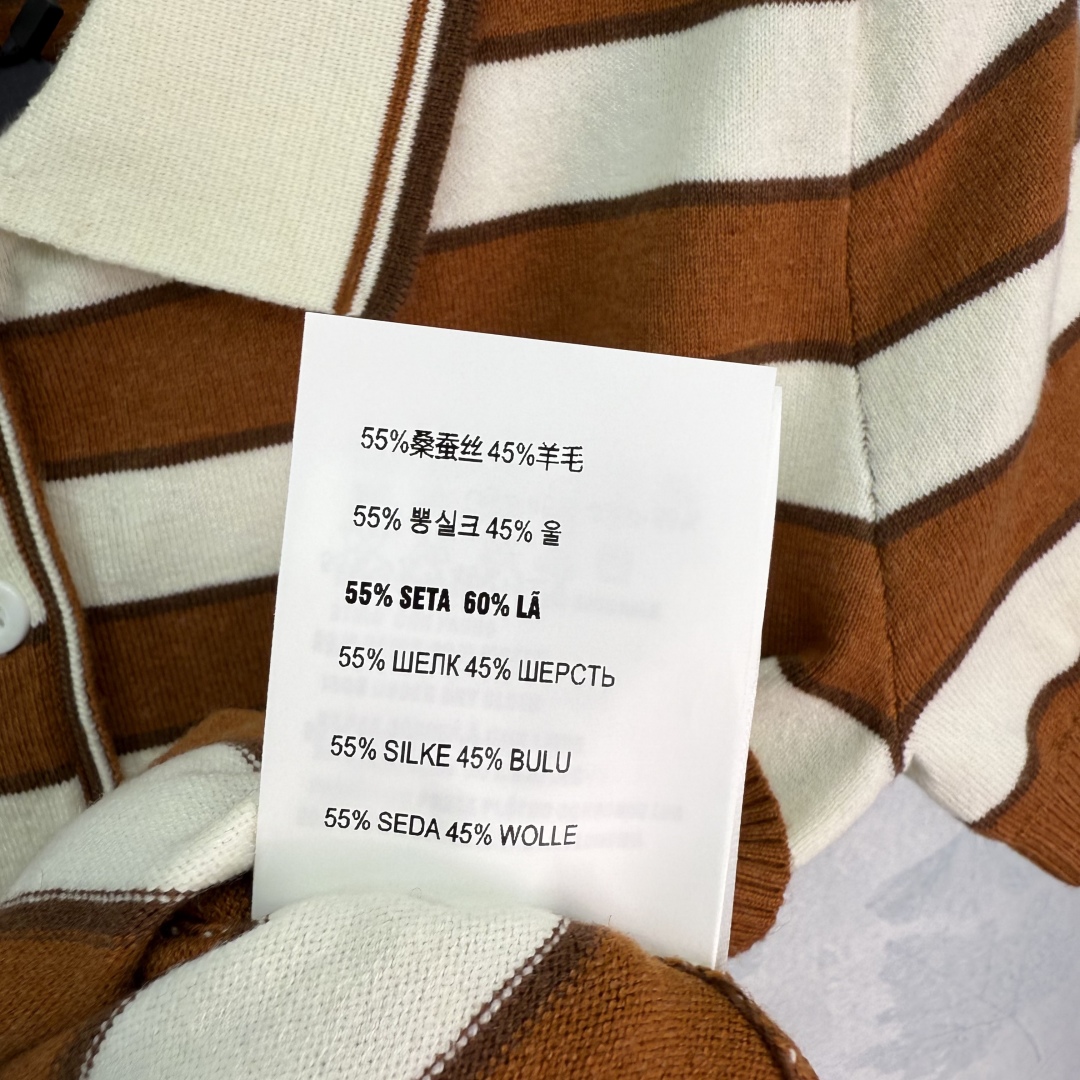 55%桑蚕丝 45%羊毛
55% 뽕실크 45% 울
55% SETA 60% LÃ
55% ШЕЛК 45% ШЕРСТЬ
55% SILKE 45% BULU
55% SEDA 45% WOLLE